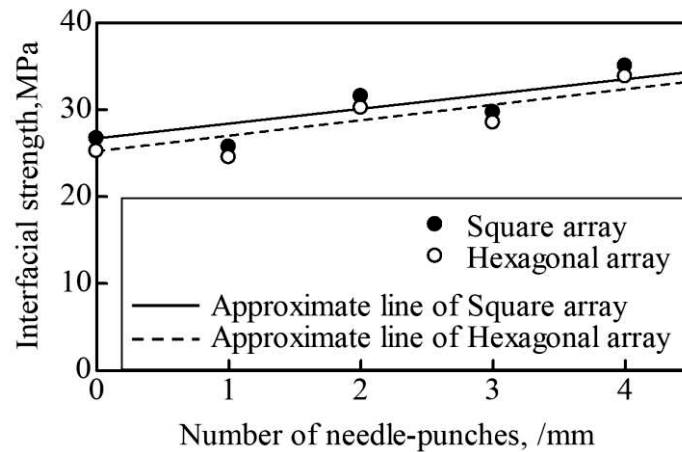 40
30
20
10
0
Interfacial strength,MPa
Square array
Hexagonal array
Approximate line of Square array
Approximate line of Hexagonal array
0 1 2 3 4
Number of needle-punches, /mm